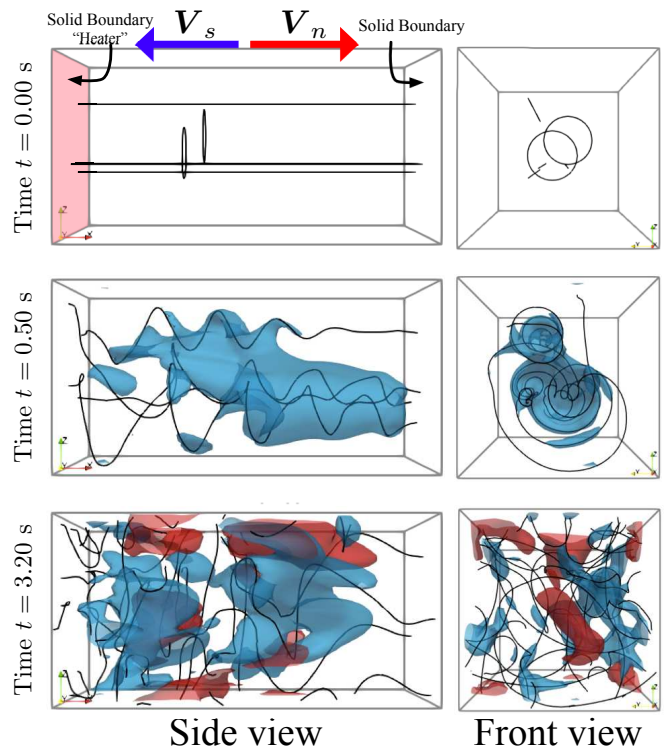 Solid Boundary
“Heater”
V_s
V_n
Solid Boundary
Time t = 0.00 s
Time t = 0.50 s
Time t = 3.20 s
Side view
Front view